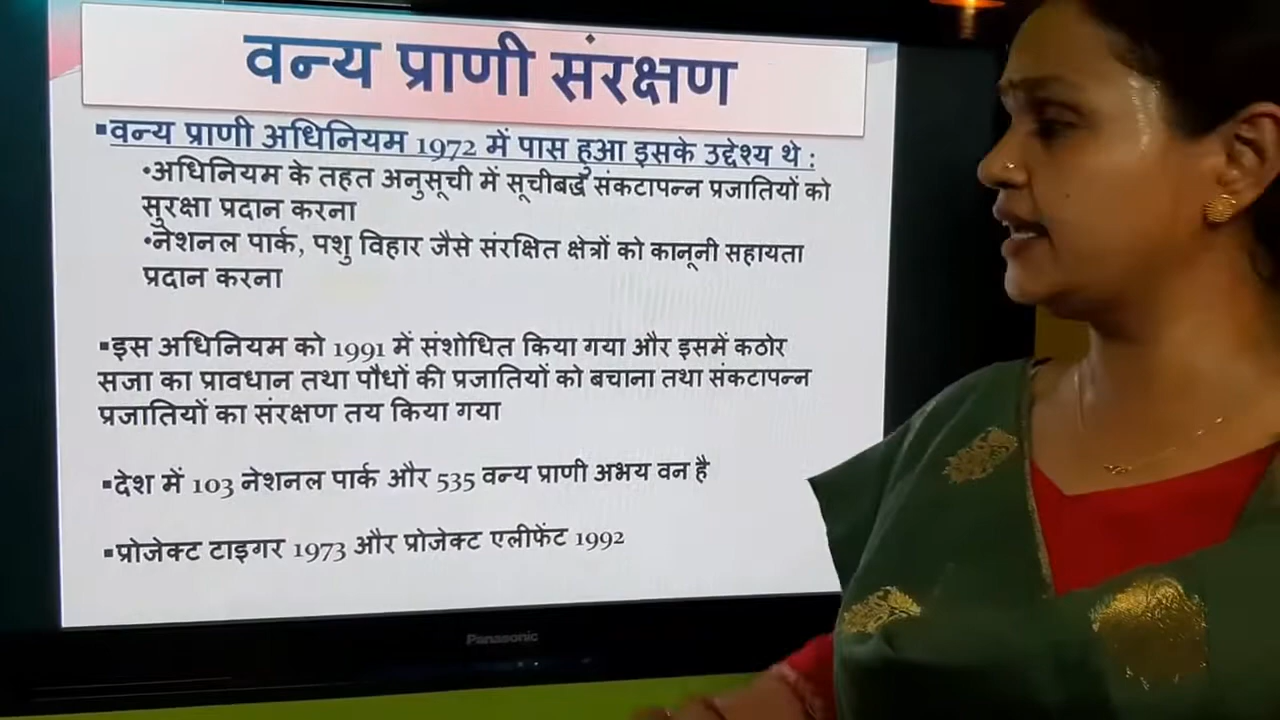 वन्य प्राणी संरक्षण
▪वन्य प्राणी अधिनियम 1972 में पास हुआ इसके उद्देश्य थे :
•अधिनियम के तहत अनुसूची में सूचीबद्ध संकटापन्न प्रजातियों को
सुरक्षा प्रदान करना
•नेशनल पार्क, पशु विहार जैसे संरक्षित क्षेत्रों को कानूनी सहायता
प्रदान करना
▪इस अधिनियम को 1991 में संशोधित किया गया और इसमें कठोर
सजा का प्रावधान तथा पौधों की प्रजातियों को बचाना तथा संकटापन्न
प्रजातियों का संरक्षण तय किया गया
▪देश में 103 नेशनल पार्क और 535 वन्य प्राणी अभय वन है
▪प्रोजेक्ट टाइगर 1973 और प्रोजेक्ट एलीफेंट 1992
Panasonic